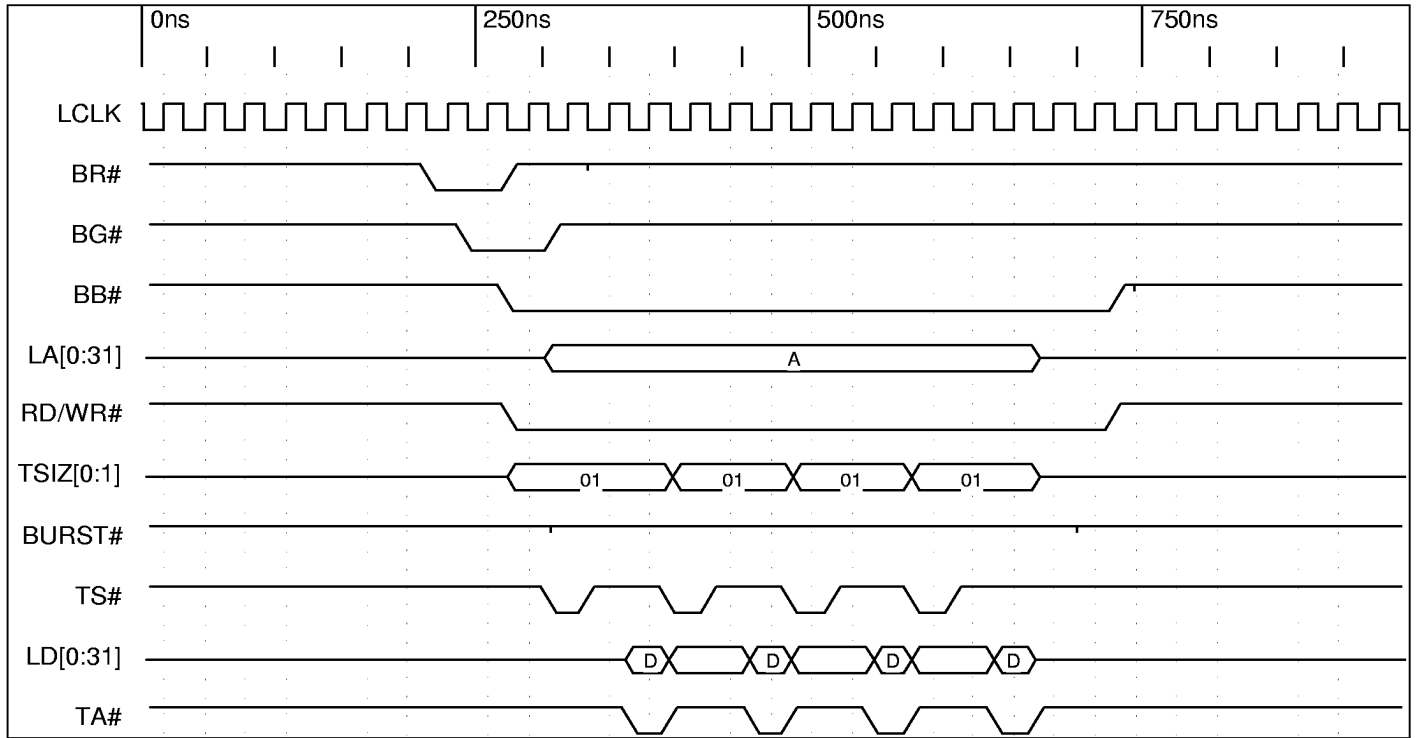 0ns 250ns 500ns 750ns
LCLK
BR#
BG#
BB#
LA[0:31] A
RD/WR#
TSIZ[0:1] 01 01 01 01
BURST#
TS#
LD[0:31] D D D D
TA#